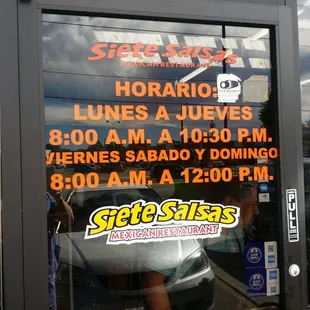 Siete Salsas
MEXICAN RESTAURANT
HORARIO:
LUNES A JUEVES
8:00 A.M. A 10:30 P.M.
VIERNES SABADO Y DOMINGO
8:00 A.M. A 12:00 P.M.
Siete Salsas
MEXICAN RESTAURANT
PULL